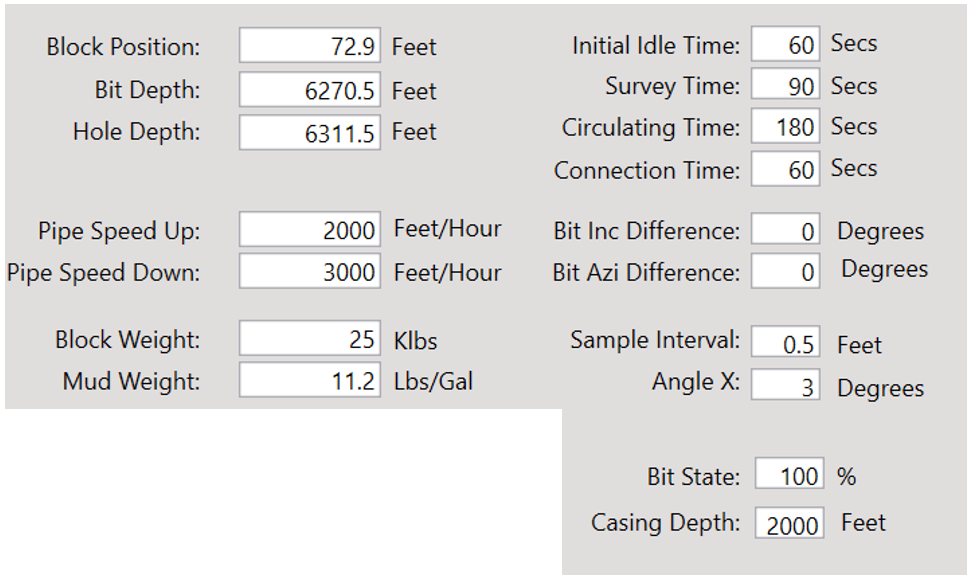 Block Position: 72.9 Feet
Bit Depth: 6270.5 Feet
Hole Depth: 6311.5 Feet
Pipe Speed Up: 2000 Feet/Hour
Pipe Speed Down: 3000 Feet/Hour
Block Weight: 25 Klbs
Mud Weight: 11.2 Lbs/Gal
Initial Idle Time: 60 Secs
Survey Time: 90 Secs
Circulating Time: 180 Secs
Connection Time: 60 Secs
Bit Inc Difference: 0 Degrees
Bit Azi Difference: 0 Degrees
Sample Interval: 0.5 Feet
Angle X: 3 Degrees
Bit State: 100 %
Casing Depth: 2000 Feet